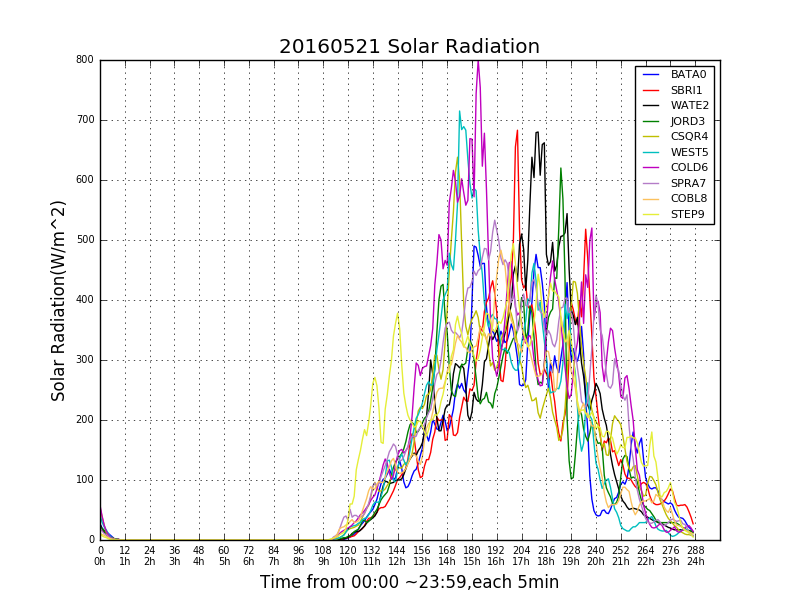 20160521 Solar Radiation
800
700
600
500
400
300
200
100
0
Solar Radiation(W/m^2)
BATA0
SBRI1
WATE2
JORD3
CSQR4
WEST5
COLD6
SPRA7
COBL8
STEP9
0 12 24 36 48 60 72 84 96 108 120 132 144 156 168 180 192 204 216 228 240 252 264 276 288
0h 1h 2h 3h 4h 5h 6h 7h 8h 9h 10h 11h 12h 13h 14h 15h 16h 17h 18h 19h 20h 21h 22h 23h 24h
Time from 00:00 ~23:59,each 5min